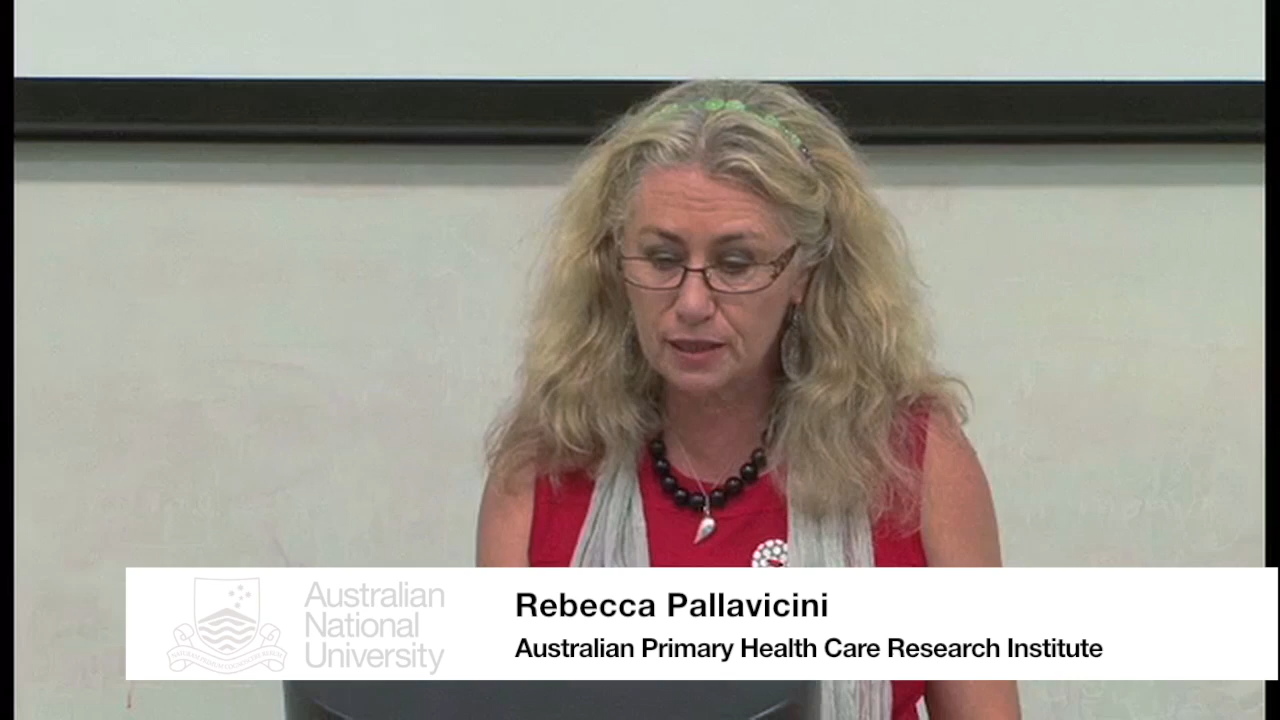 Australian
National
University
Rebecca Pallavicini
Australian Primary Health Care Research Institute